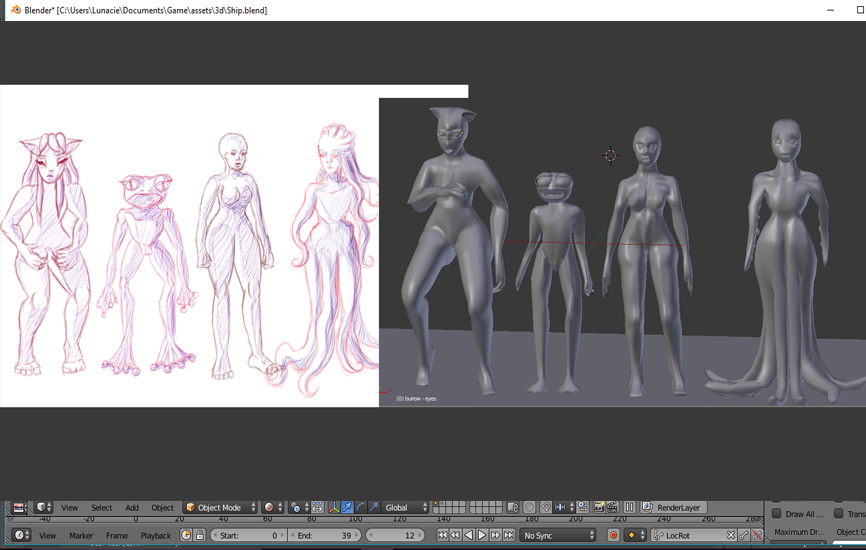 Blender* [C:\Users\Lunacie\Documents\Game\assets\3d\Ship.blend]
(0) burrow - eyes
View Select Add Object Object Mode Global RenderLayer
Draw All ... Trans
-40 -20 0 20 40 60 80 100 120 140 160 180 200 220 240 260 280
Maximum Dr... Object C
View Marker Frame Playback Start: 0 End: 39 12 No Sync LocRot